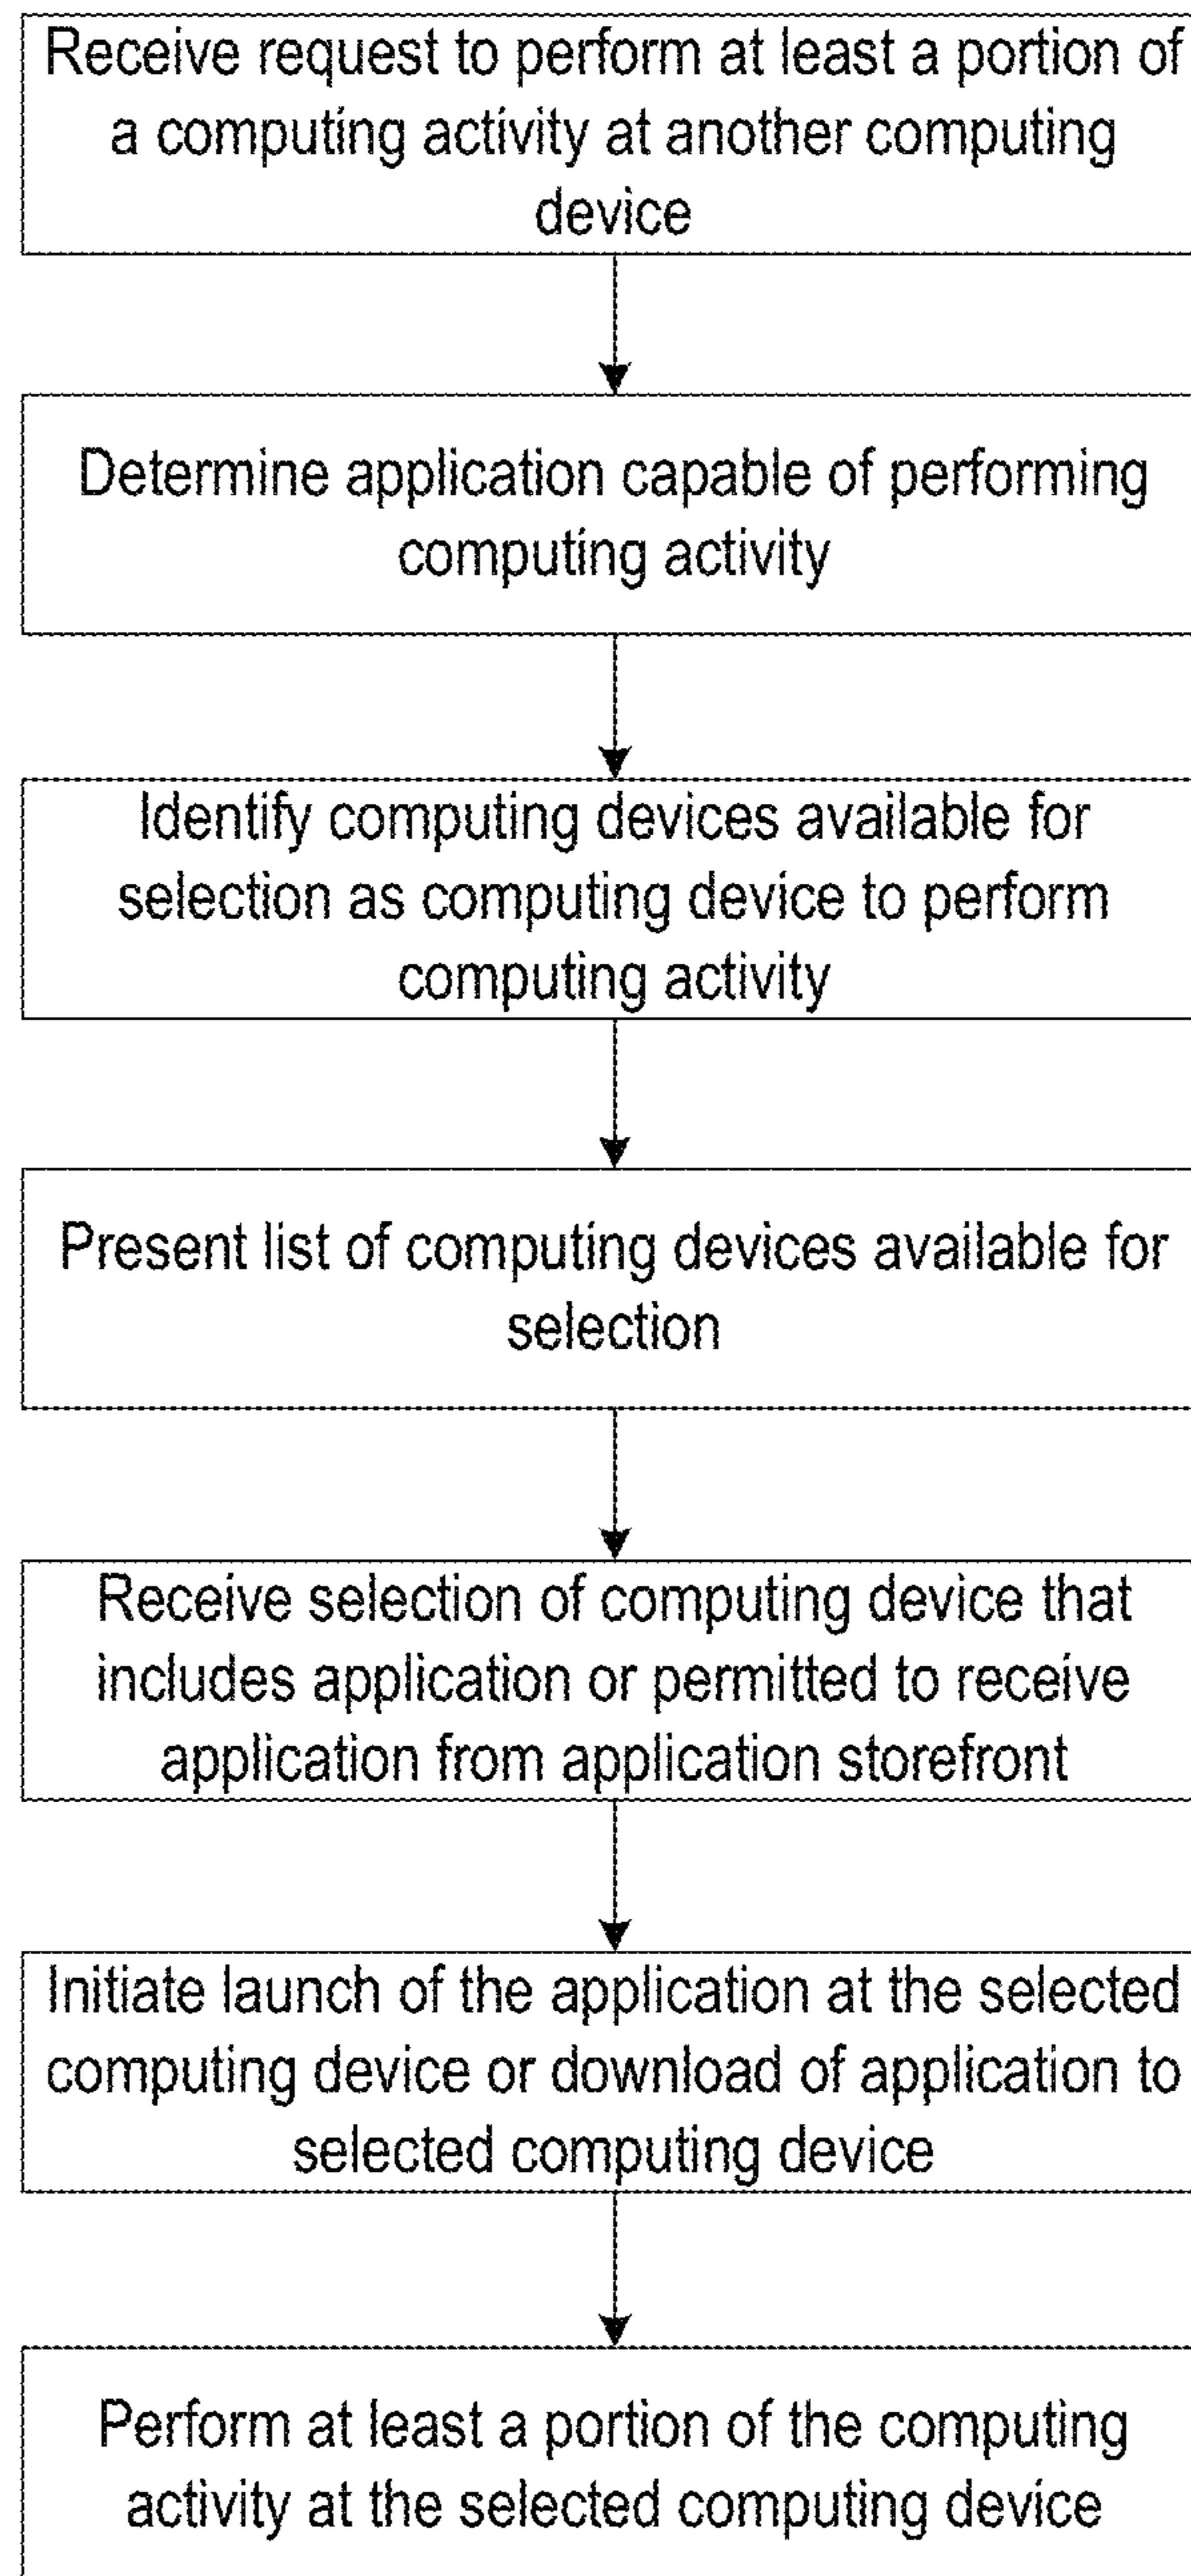 Receive request to perform at least a portion of
a computing activity at another computing
device
Determine application capable of performing
computing activity
Identify computing devices available for
selection as computing device to perform
computing activity
Present list of computing devices available for
selection
Receive selection of computing device that
includes application or permitted to receive
application from application storefront
Initiate launch of the application at the selected
computing device or download of application to
selected computing device
Perform at least a portion of the computing
activity at the selected computing device